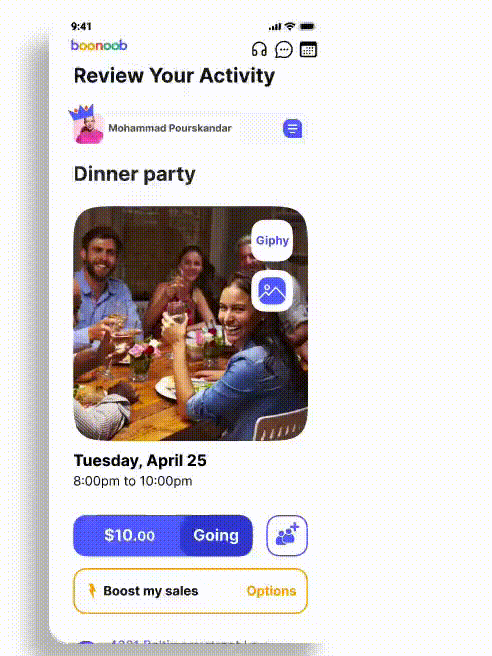 9:41
boonoob
Review Your Activity
Mohammad Pourskandar
Dinner party
Giphy
Tuesday, April 25
8:00pm to 10:00pm
$10.00 Going
Boost my sales Options